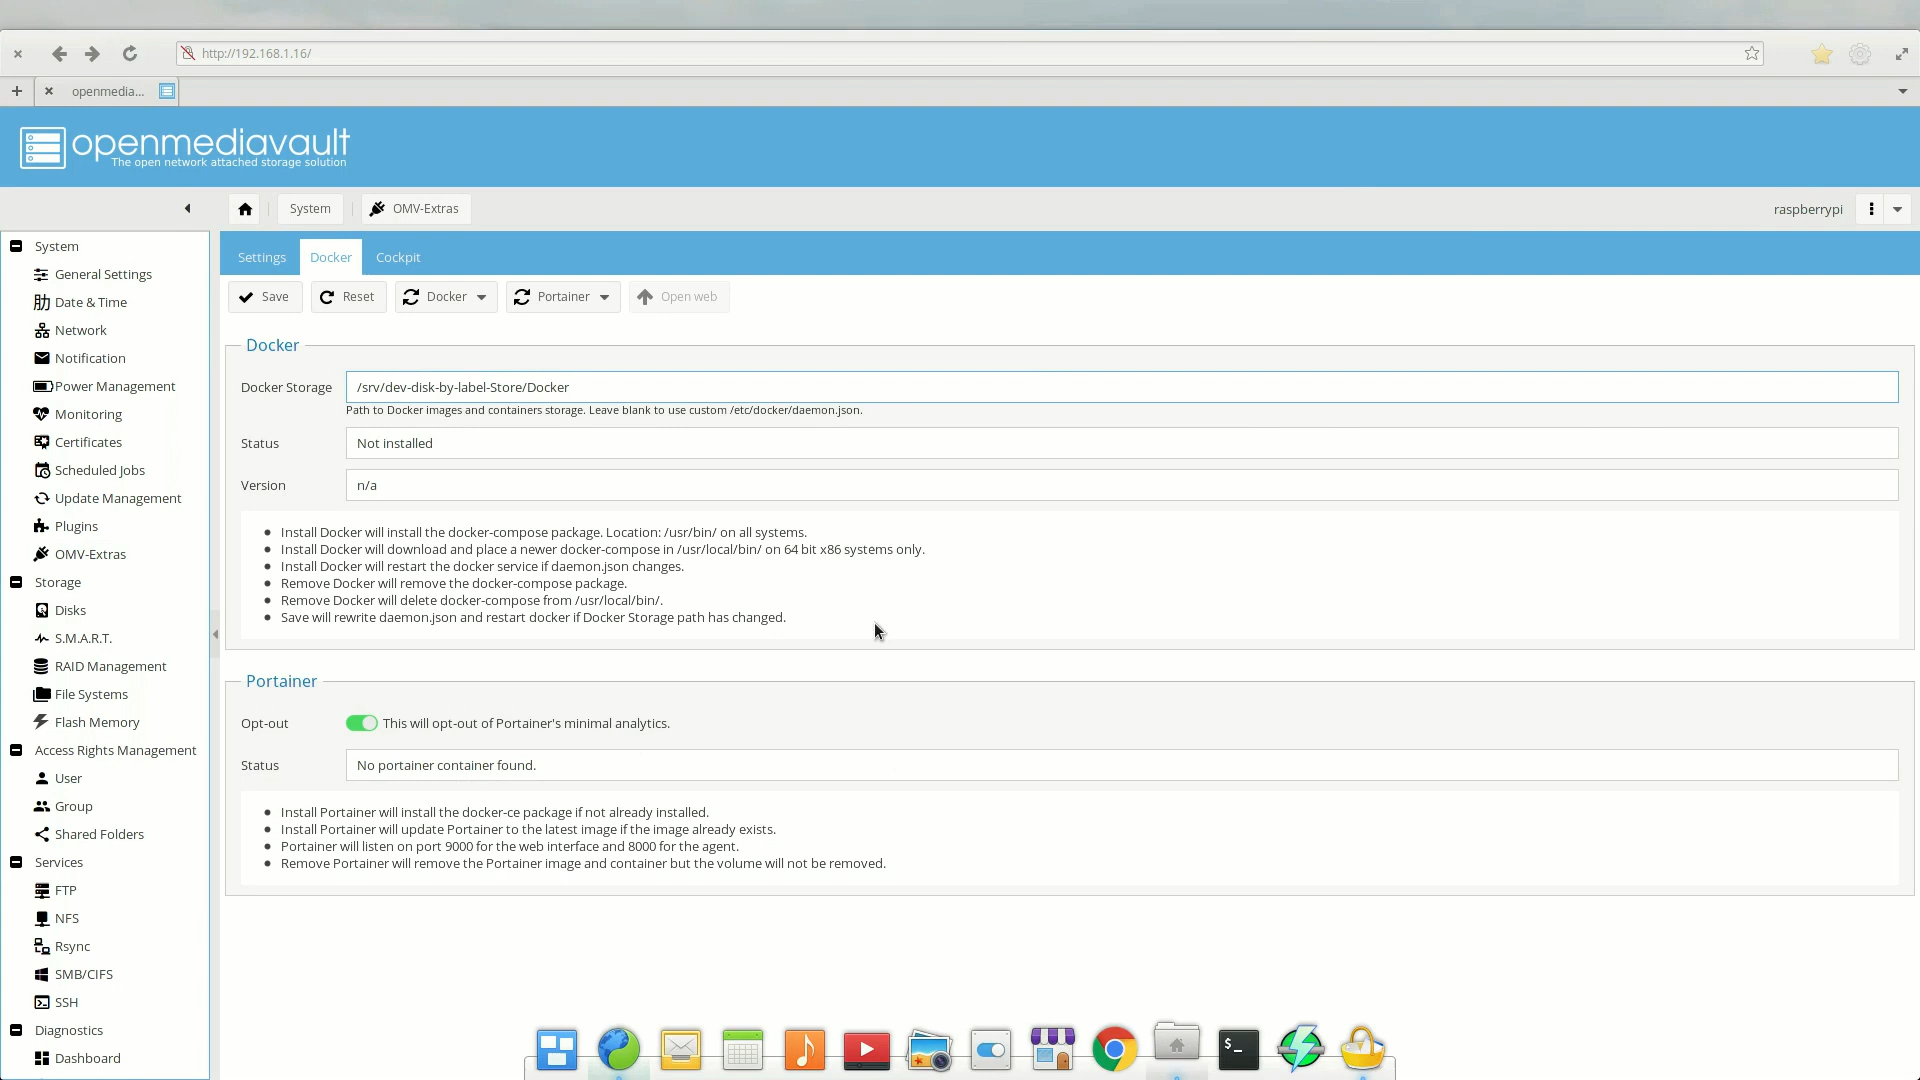 http://192.168.1.16/
openmedia...
openmediavault
The open network attached storage solution
System
OMV-Extras
raspberrypi
System
General Settings
Date & Time
Network
Notification
Power Management
Monitoring
Certificates
Scheduled Jobs
Update Management
Plugins
OMV-Extras
Storage
Disks
S.M.A.R.T.
RAID Management
File Systems
Flash Memory
Access Rights Management
User
Group
Shared Folders
Services
FTP
NFS
Rsync
SMB/CIFS
SSH
Diagnostics
Dashboard
Settings
Docker
Cockpit
Save
Reset
Docker
Portainer
Open web
Docker
Docker Storage
/srv/dev-disk-by-label-Store/Docker
Path to Docker images and containers storage. Leave blank to use custom /etc/docker/daemon.json.
Status
Not installed
Version
n/a
Install Docker will install the docker-compose package. Location: /usr/bin/ on all systems.
Install Docker will download and place a newer docker-compose in /usr/local/bin/ on 64 bit x86 systems only.
Install Docker will restart the docker service if daemon.json changes.
Remove Docker will remove the docker-compose package.
Remove Docker will delete docker-compose from /usr/local/bin/.
Save will rewrite daemon.json and restart docker if Docker Storage path has changed.
Portainer
Opt-out
This will opt-out of Portainer's minimal analytics.
Status
No portainer container found.
Install Portainer will install the docker-ce package if not already installed.
Install Portainer will update Portainer to the latest image if the image already exists.
Portainer will listen on port 9000 for the web interface and 8000 for the agent.
Remove Portainer will remove the Portainer image and container but the volume will not be removed.
$ _